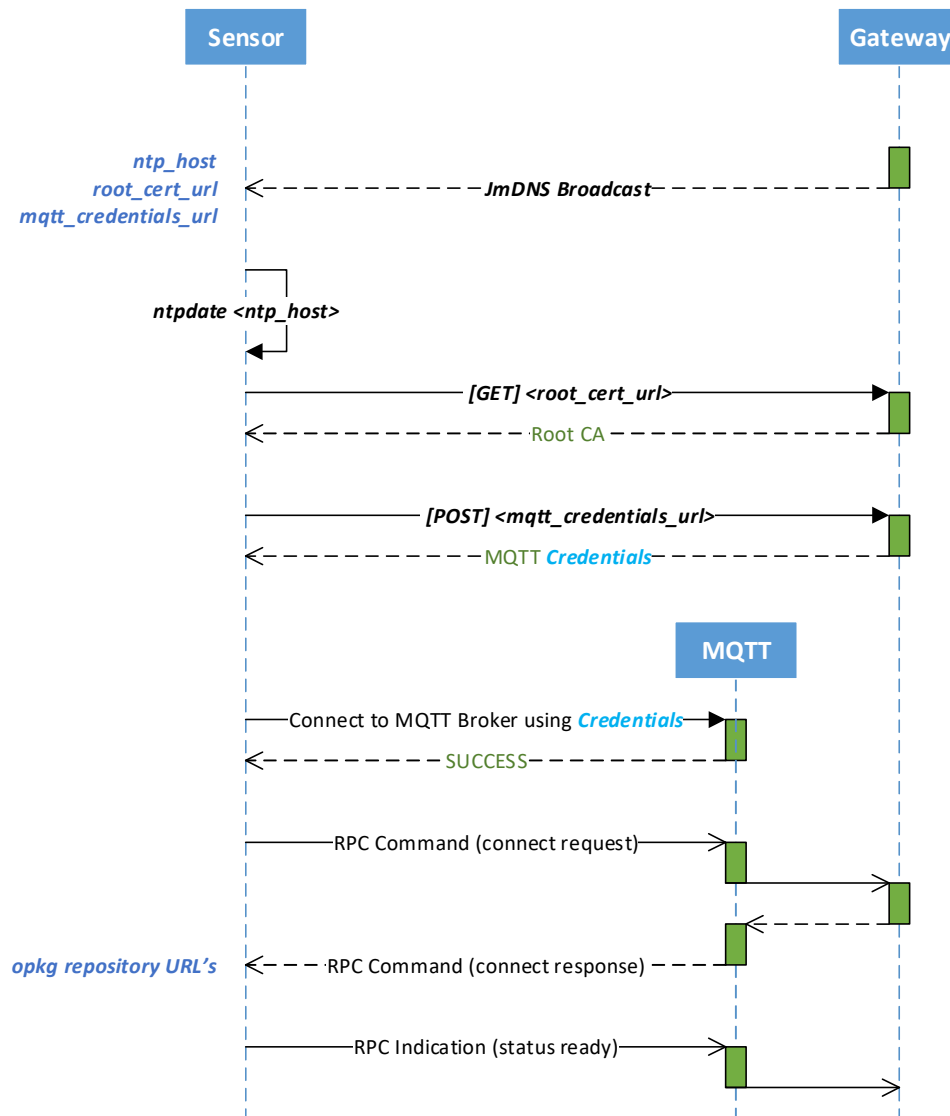 Sensor
Gateway
ntp_host
root_cert_url
mqtt_credentials_url
JmDNS Broadcast
ntpdate <ntp_host>
[GET] <root_cert_url>
Root CA
[POST] <mqtt_credentials_url>
MQTT Credentials
MQTT
Connect to MQTT Broker using Credentials
SUCCESS
RPC Command (connect request)
opkg repository URL's
RPC Command (connect response)
RPC Indication (status ready)